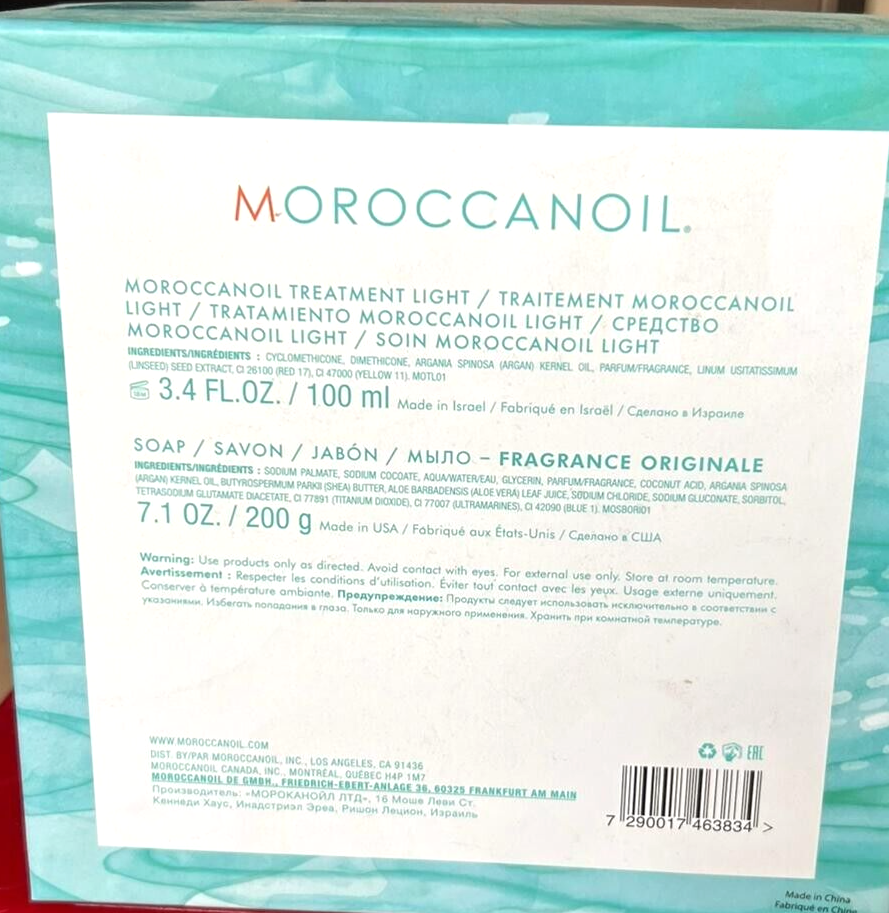 MOROCCANOIL®
MOROCCANOIL TREATMENT LIGHT / TRAITEMENT MOROCCANOIL
LIGHT / TRATAMIENTO MOROCCANOIL LIGHT / СРЕДСТВО
MOROCCANOIL LIGHT / SOIN MOROCCANOIL LIGHT
INGREDIENTS/INGRÉDIENTS : CYCLOMETHICONE, DIMETHICONE, ARGANIA SPINOSA (ARGAN) KERNEL OIL, PARFUM/FRAGRANCE, LINUM USITATISSIMUM
(LINSEED) SEED EXTRACT, CI 26100 (RED 17), CI 47000 (YELLOW 11). MOTL01
3.4 FL.OZ. / 100 ml Made in Israel / Fabriqué en Israël / Сделано в Израиле
SOAP / SAVON / JABÓN / МЫЛО – FRAGRANCE ORIGINALE
INGREDIENTS/INGRÉDIENTS : SODIUM PALMATE, SODIUM COCOATE, AQUA/WATER/EAU, GLYCERIN, PARFUM/FRAGRANCE, COCONUT ACID, ARGANIA SPINOSA
(ARGAN) KERNEL OIL, BUTYROSPERMUM PARKII (SHEA) BUTTER, ALOE BARBADENSIS (ALOE VERA) LEAF JUICE, SODIUM CHLORIDE, SODIUM GLUCONATE, SORBITOL,
TETRASODIUM GLUTAMATE DIACETATE, CI 77891 (TITANIUM DIOXIDE), CI 77007 (ULTRAMARINES), CI 42090 (BLUE 1). MOSBORI01
7.1 OZ. / 200 g Made in USA / Fabriqué aux États-Unis / Сделано в США
Warning: Use products only as directed. Avoid contact with eyes. For external use only. Store at room temperature.
Avertissement : Respecter les conditions d'utilisation. Éviter tout contact avec les yeux. Usage externe uniquement.
Conserver à température ambiante. Предупреждение: Продукты следует использовать исключительно в соответствии с
указаниями. Избегать попадания в глаза. Только для наружного применения. Хранить при комнатной температуре.
WWW.MOROCCANOIL.COM
DIST. BY/PAR MOROCCANOIL, INC., LOS ANGELES, CA 91436
MOROCCANOIL CANADA, INC., MONTRÉAL, QUÉBEC H4P 1M7
MOROCCANOIL DE GMBH., FRIEDRICH-EBERT-ANLAGE 36, 60325 FRANKFURT AM MAIN
Производитель: «МОРОКАНОЙЛ ЛТД», 16 Моше Леви Ст.
Кеннеди Хаус, Индастриэл Эреа, Ришон Лецион, Израиль
EAC
7 290017 463834 >
Made in China
Fabriqué en Chine